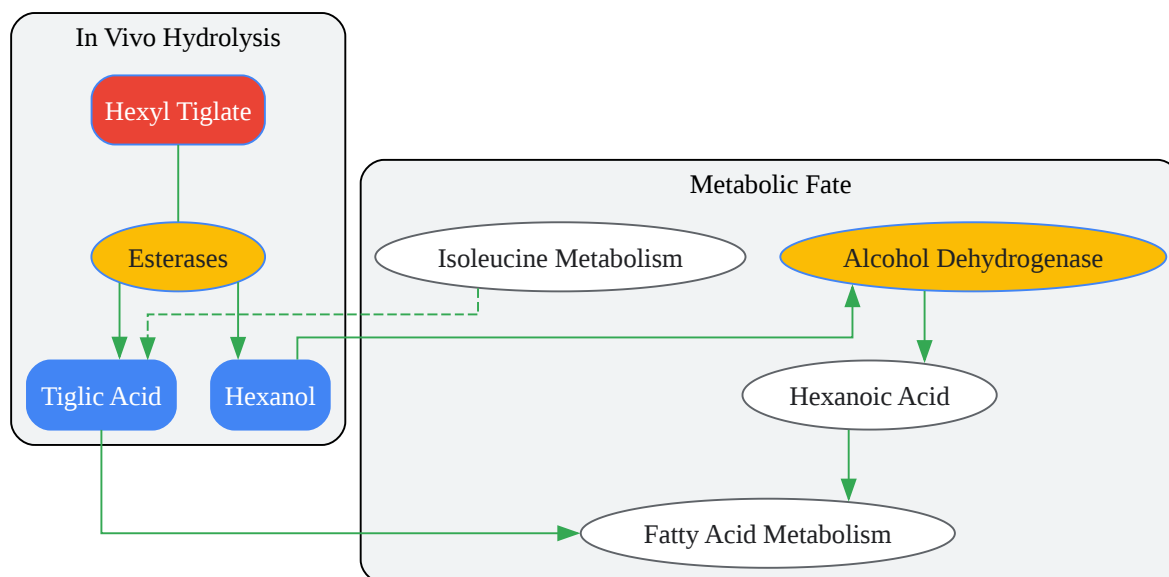 In Vivo Hydrolysis
Hexyl Tiglate
Metabolic Fate
Esterases
Isoleucine Metabolism
Alcohol Dehydrogenase
Tiglic Acid
Hexanol
Hexanoic Acid
Fatty Acid Metabolism